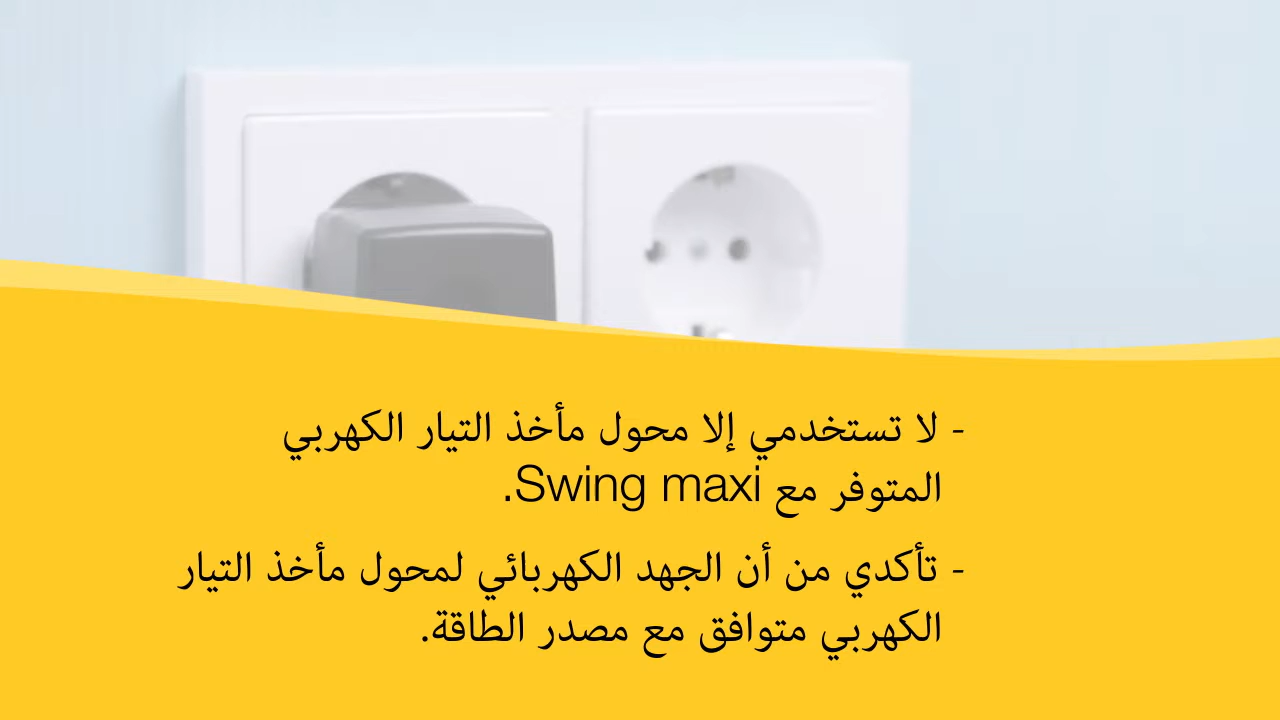 - لا تستخدمي إلا محول مأخذ التيار الكهربي
المتوفر مع Swing maxi.
- تأكدي من أن الجهد الكهربائي لمحول مأخذ التيار
الكهربي متوافق مع مصدر الطاقة.